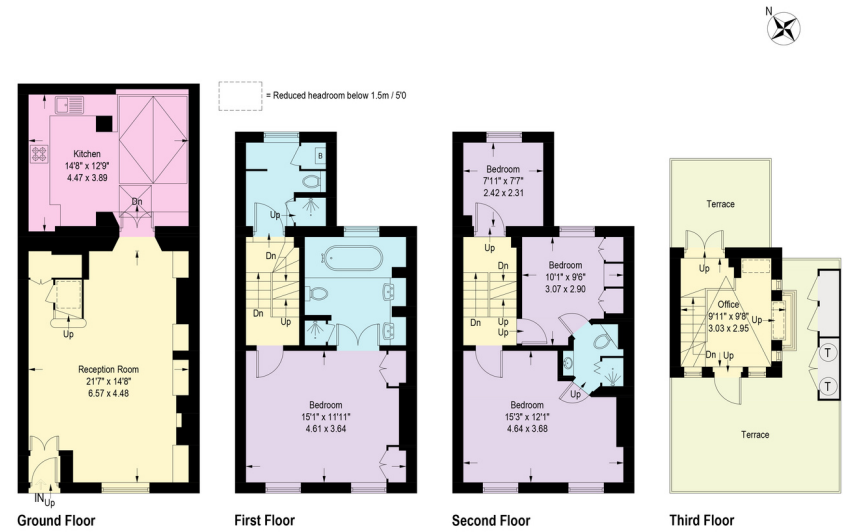 N
= Reduced headroom below 1.5m / 5'0
Kitchen
14'8" x 12'9"
4.47 x 3.89
Dn
Up
Reception Room
21'7" x 14'8"
6.57 x 4.48
IN
Up
Ground Floor
B
Up
Dn
Dn
Up
Bedroom
15'1" x 11'11"
4.61 x 3.64
First Floor
Bedroom
7'11" x 7'7"
2.42 x 2.31
Up
Dn
Up
Dn
Up
Bedroom
10'1" x 9'6"
3.07 x 2.90
Up
Bedroom
15'3" x 12'1"
4.64 x 3.68
Second Floor
Terrace
Up
Office
9'11" x 9'8"
3.03 x 2.95
Up
Dn
Up
T
T
Terrace
Third Floor